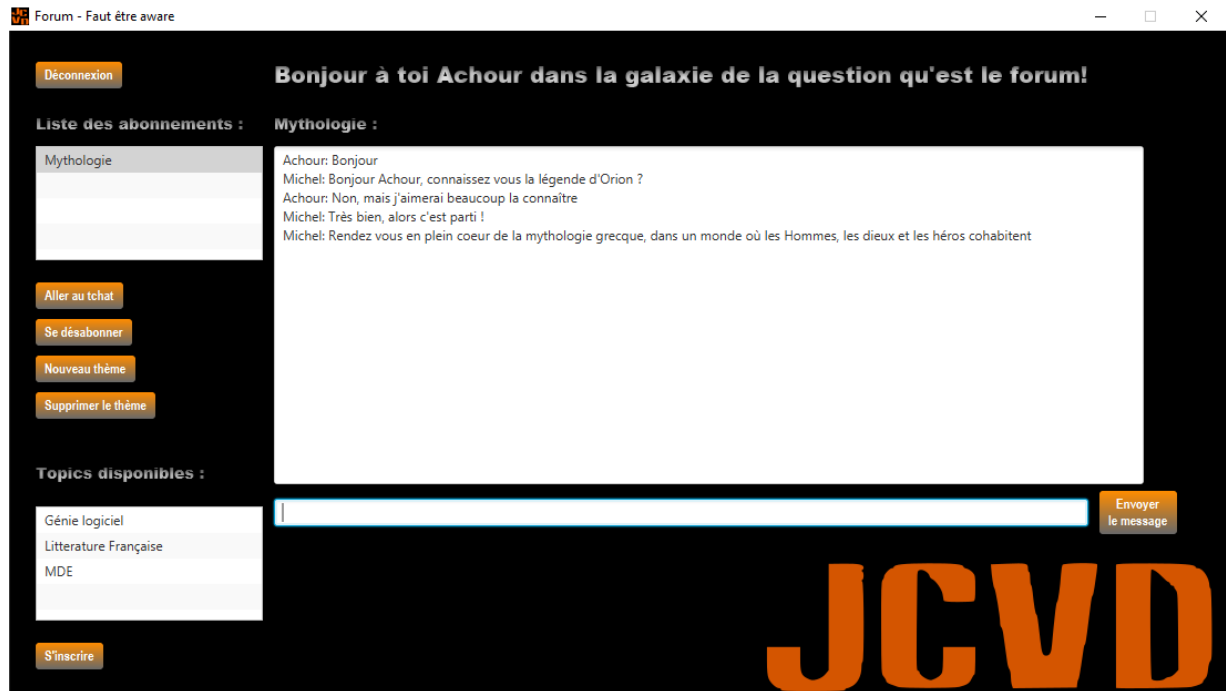 JCVD
Forum - Faut être aware
Déconnexion
Bonjour à toi Achour dans la galaxie de la question qu'est le forum!
Liste des abonnements :
Mythologie
Aller au tchat
Se désabonner
Nouveau thème
Supprimer le thème
Topics disponibles :
Génie logiciel
Litterature Française
MDE
S'inscrire
Mythologie :
Achour: Bonjour
Michel: Bonjour Achour, connaissez vous la légende d'Orion ?
Achour: Non, mais j'aimerai beaucoup la connaître
Michel: Très bien, alors c'est parti !
Michel: Rendez vous en plein coeur de la mythologie grecque, dans un monde où les Hommes, les dieux et les héros cohabitent
Envoyer
le message
JCVD